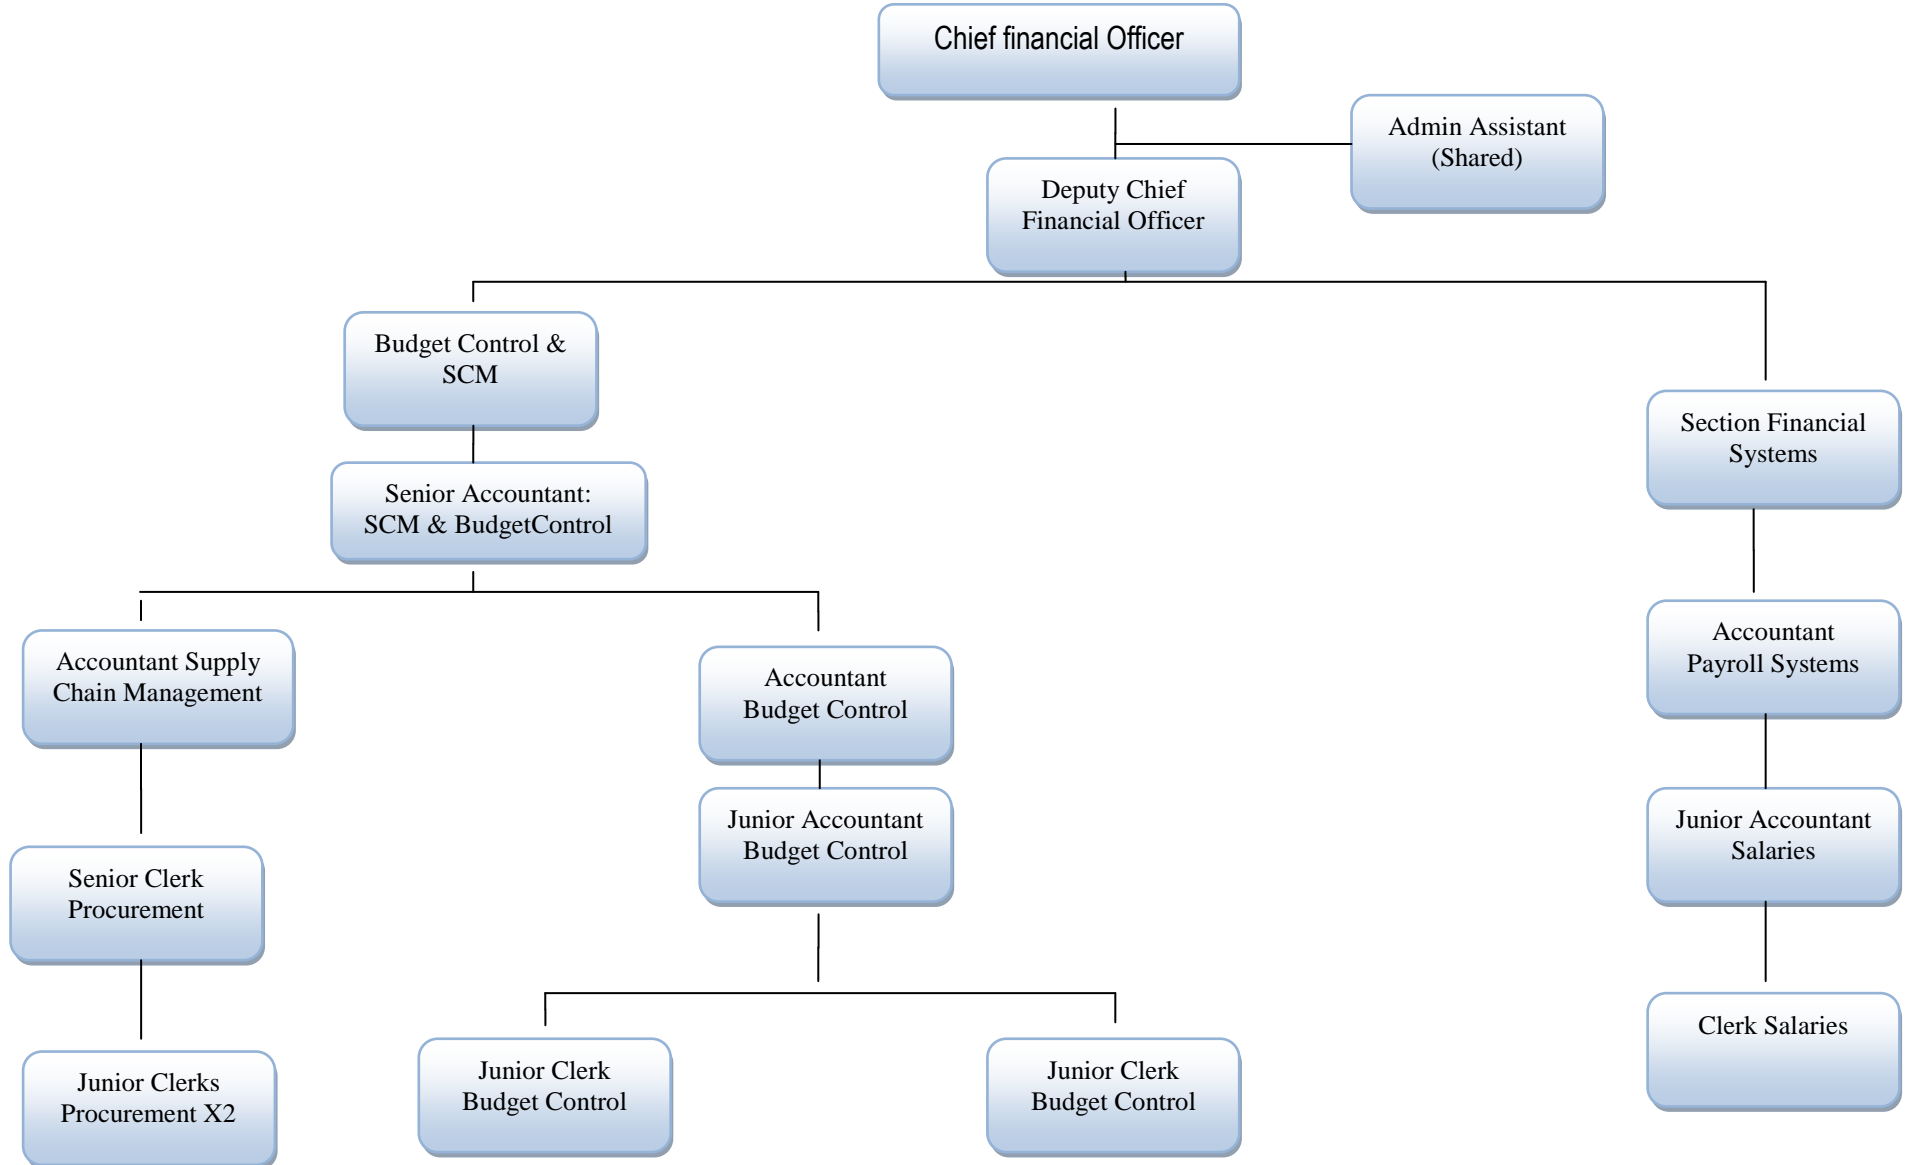 Chief financial Officer
Admin Assistant
(Shared)
Deputy Chief
Financial Officer
Budget Control &
SCM
Section Financial
Systems
Senior Accountant:
SCM & BudgetControl
Accountant Supply
Chain Management
Accountant
Budget Control
Accountant
Payroll Systems
Junior Accountant
Budget Control
Junior Accountant
Salaries
Senior Clerk
Procurement
Clerk Salaries
Junior Clerks
Procurement X2
Junior Clerk
Budget Control
Junior Clerk
Budget Control